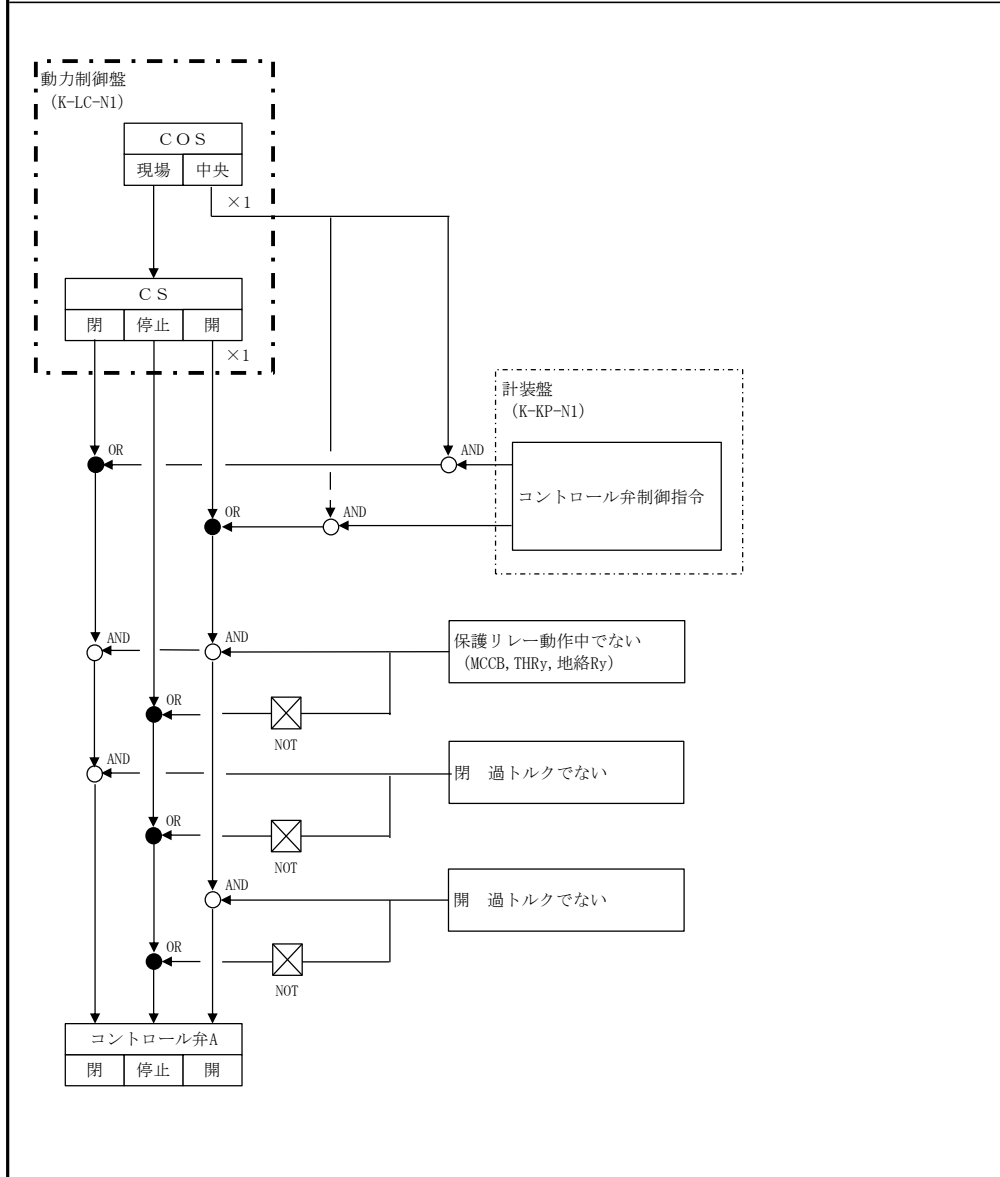 動力制御盤
(K-LC-N1)
COS
現場 中央
×1
CS
閉 停止 開
×1
計装盤
(K-KP-N1)
コントロール弁制御指令
OR
AND
OR
AND
AND
AND
保護リレー動作中でない
(MCCB,THRy,地絡Ry)
OR
NOT
AND
閉 過トルクでない
OR
NOT
AND
開 過トルクでない
OR
NOT
コントロール弁A
閉 停止 開